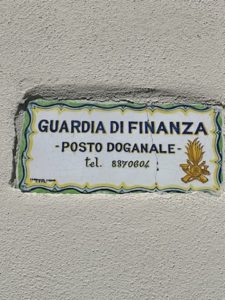 GUARDIA DI FINANZA
-POSTO DOGANALE-
tel. 8370604